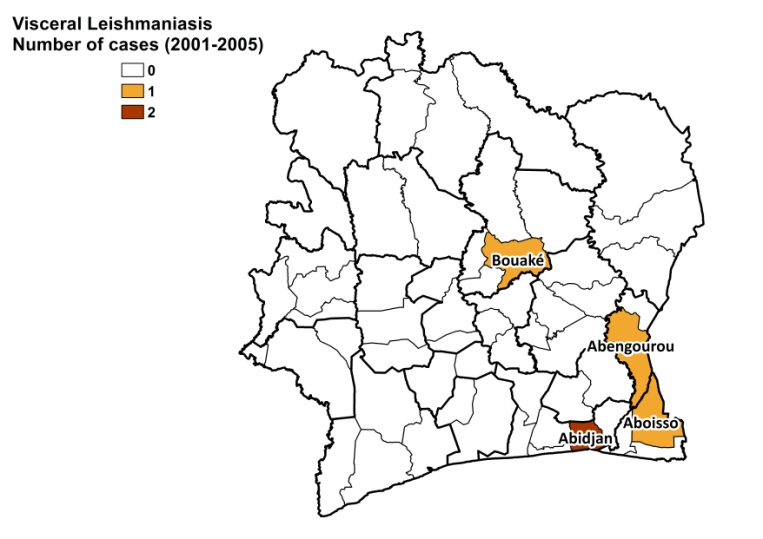 Visceral Leishmaniasis
Number of cases (2001-2005)
0
1
2
Bouaké
Abengourou
Aboisso
Abidjan